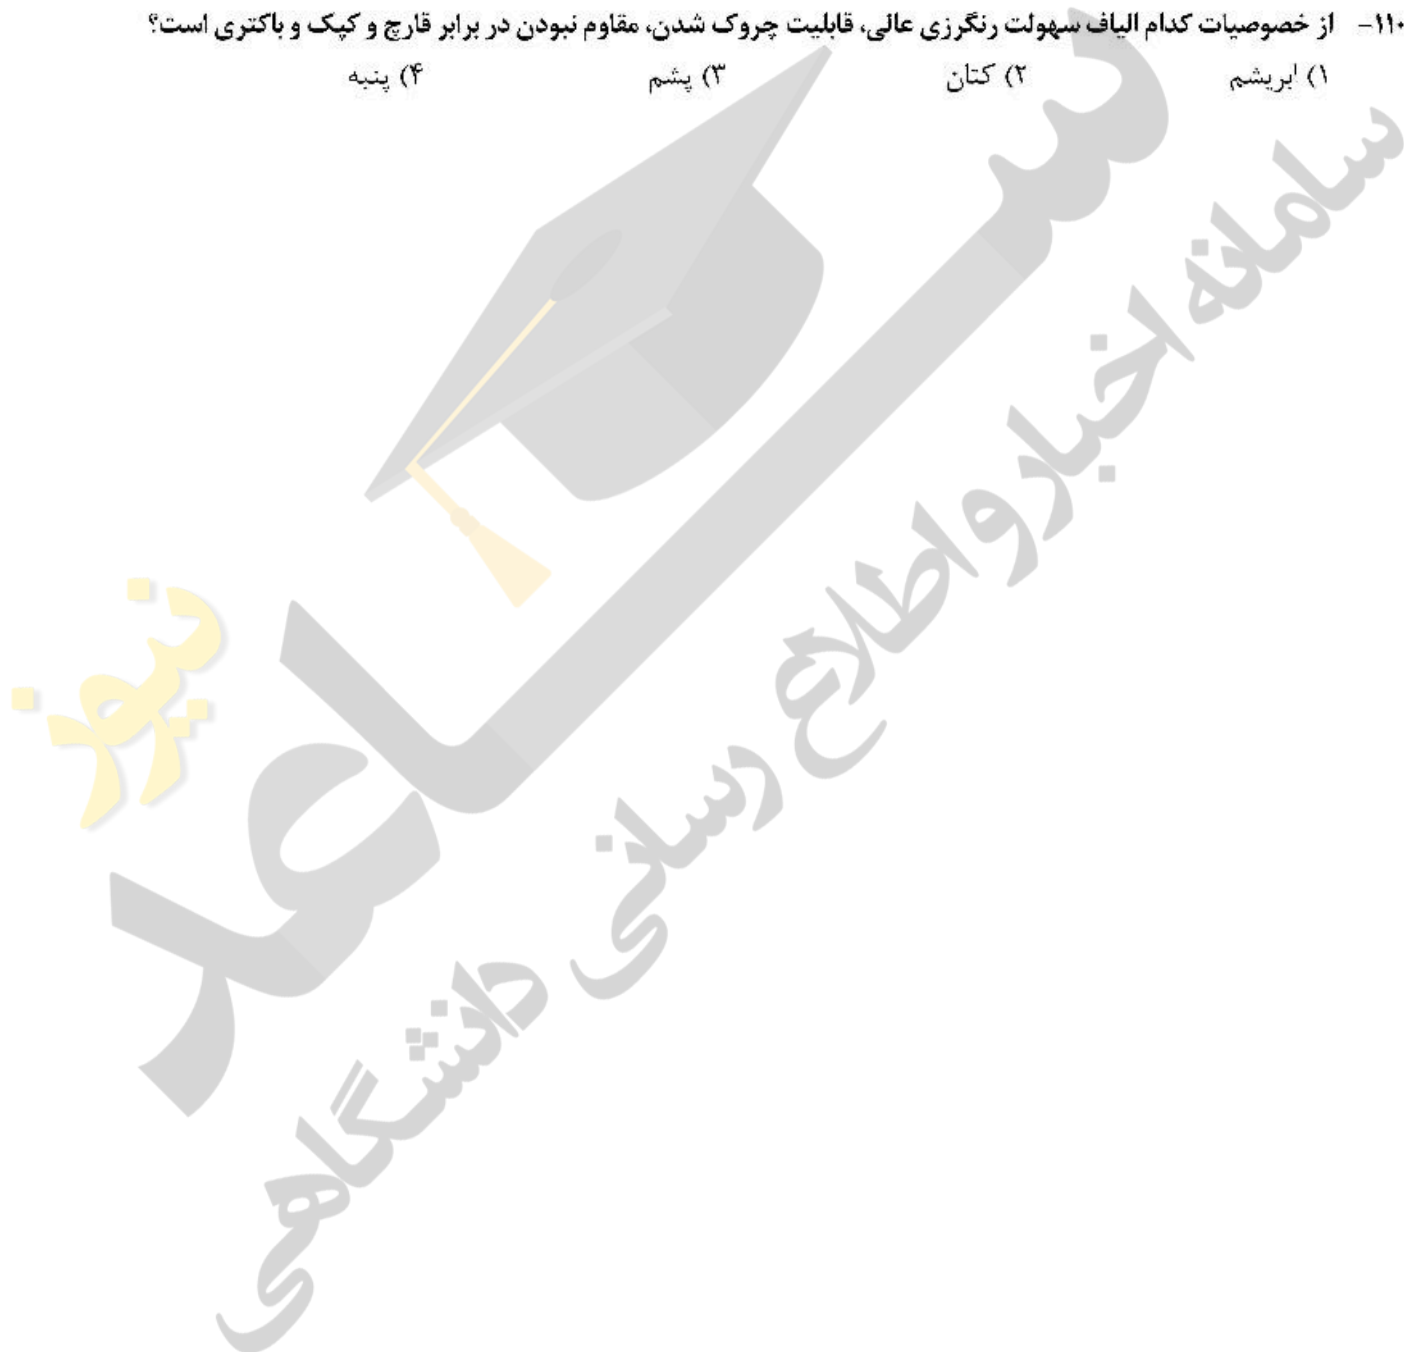 ۱۱۰- از خصوصیات کدام الیاف سهولت رنگرزی عالی، قابلیت چروک شدن، مقاوم نبودن در برابر قارچ و کپک و باکتری است؟
۱) ابریشم ۲) کتان ۳) پشم ۴) پنبه
ساعد
نیوز
سامانه اخبار و اطلاع رسانی دانشگاهی